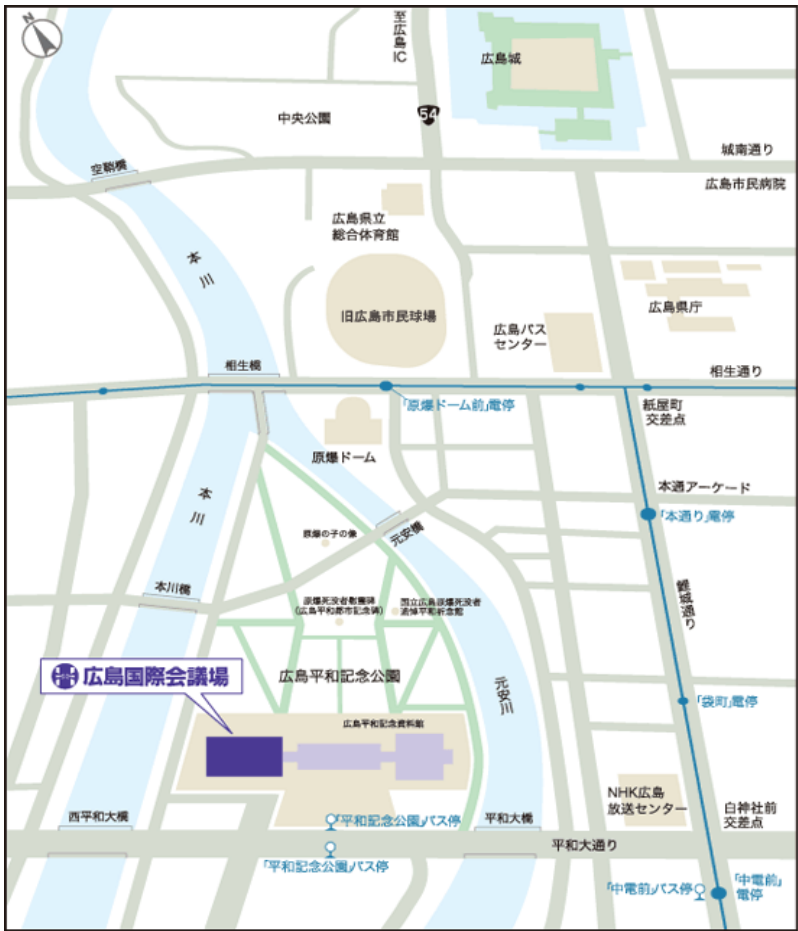 N
至広島IC
54
広島城
中央公園
城南通り
広島市民病院
空鞘橋
広島県立
総合体育館
本川
旧広島市民球場
広島バス
センター
広島県庁
相生橋
相生通り
「原爆ドーム前」電停
紙屋町
交差点
原爆ドーム
本通アーケード
本川
「本通り」電停
原爆の子の像
元安橋
本川橋
原爆死没者慰霊碑
(広島平和都市記念碑)
国立広島原爆死没者
追悼平和祈念館
鯉城通り
広島国際会議場
広島平和記念公園
元安川
「袋町」電停
広島平和記念資料館
NHK広島
放送センター
白神社前
交差点
西平和大橋
「平和記念公園」バス停
平和大橋
平和大通り
「平和記念公園」バス停
「中電前」バス停
「中電前」
電停